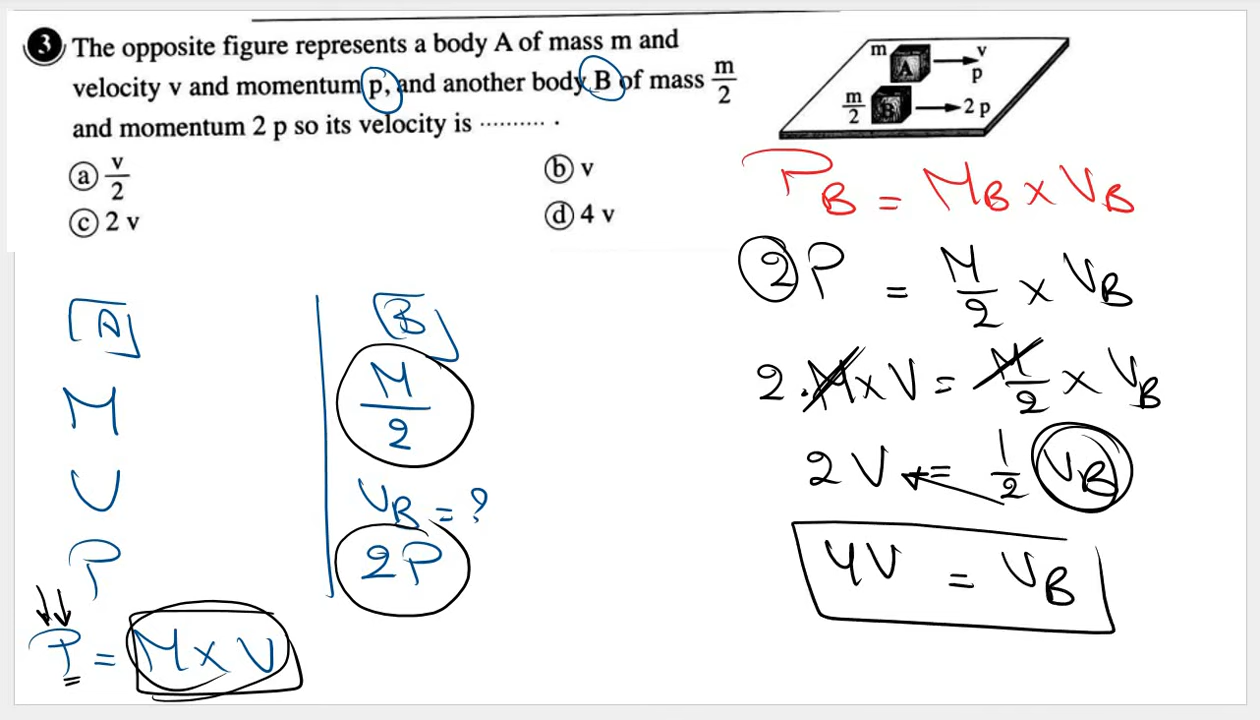 3 The opposite figure represents a body A of mass m and
velocity v and momentum p, and another body B of mass m/2
and momentum 2 p so its velocity is .......... .
a v/2
b v
c 2 v
d 4 v
m A v
p
m/2 B 2 p
P_B = M_B × V_B
2P = M/2 × V_B
2.M × V = M/2 × V_B
2V = 1/2 V_B
4V = V_B
A
M
V
P
P = M × V
B
M/2
V_B = ?
2P